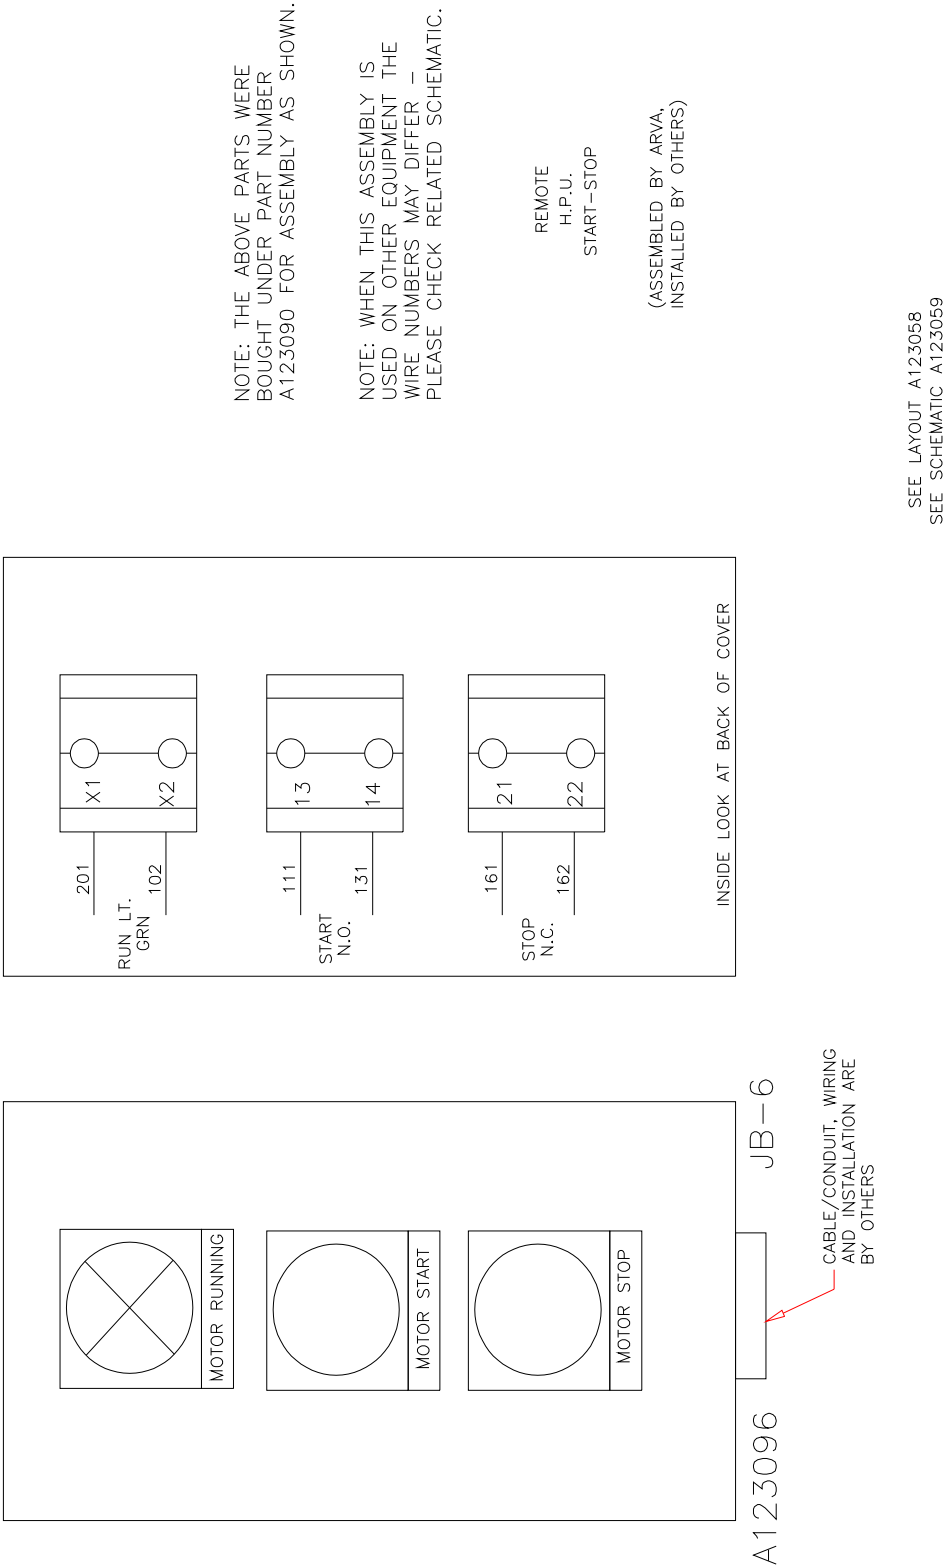 MOTOR RUNNING
MOTOR START
MOTOR STOP
A123096
JB-6
CABLE/CONDUIT, WIRING
AND INSTALLATION ARE
BY OTHERS
201
102
RUN LT.
GRN
X1
X2
111
131
START
N.O.
13
14
161
162
STOP
N.C.
21
22
INSIDE LOOK AT BACK OF COVER
NOTE: THE ABOVE PARTS WERE
BOUGHT UNDER PART NUMBER
A123090 FOR ASSEMBLY AS SHOWN.
NOTE: WHEN THIS ASSEMBLY IS
USED ON OTHER EQUIPMENT THE
WIRE NUMBERS MAY DIFFER -
PLEASE CHECK RELATED SCHEMATIC.
REMOTE
H.P.U.
START-STOP
(ASSEMBLED BY ARVA,
INSTALLED BY OTHERS)
SEE LAYOUT A123058
SEE SCHEMATIC A123059